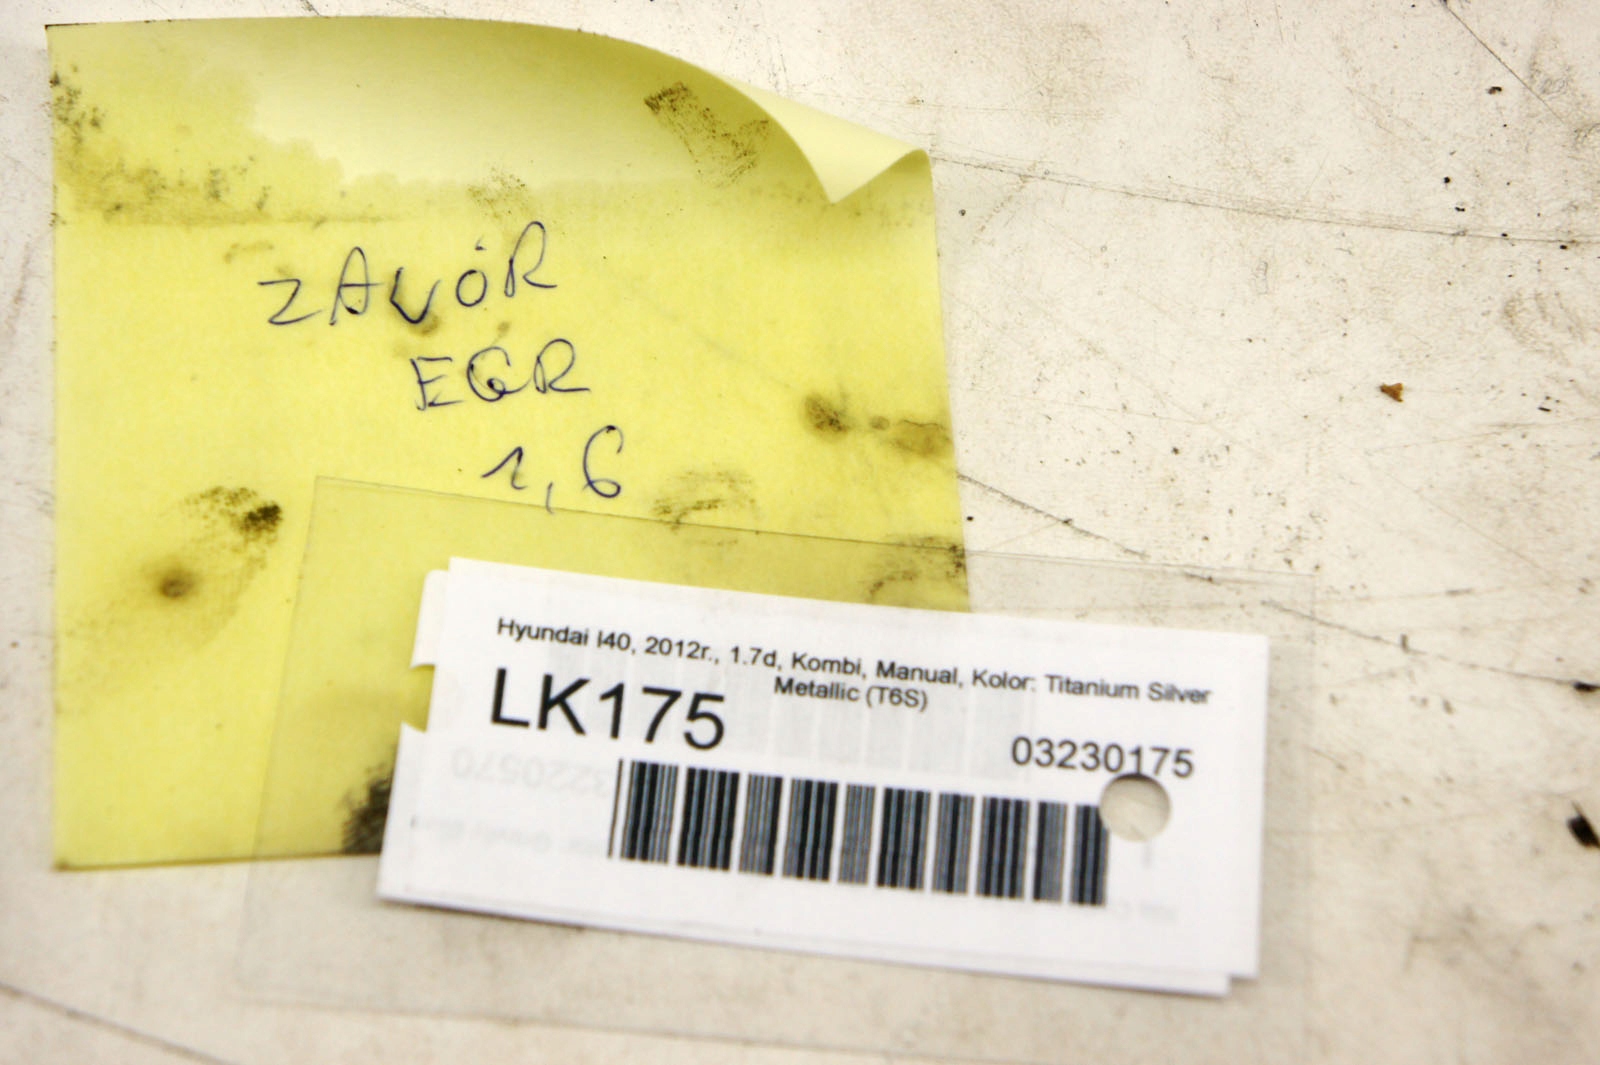 ZAWÓR
EGR
1,6
Hyundai I40, 2012r., 1.7d, Kombi, Manual, Kolor: Titanium Silver
Metallic (T6S)
LK175
03230175